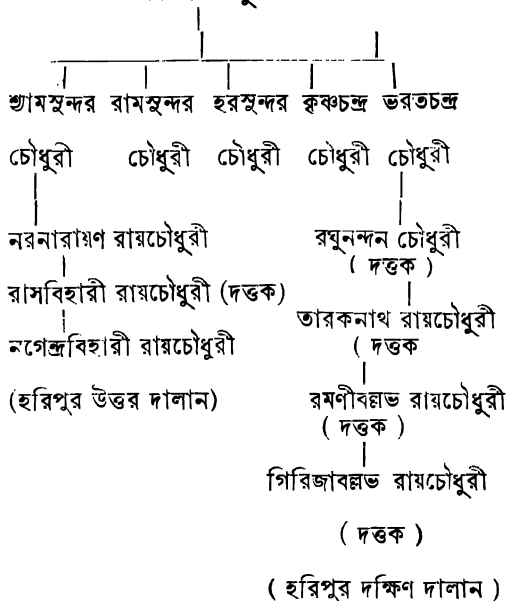 শ্যামসুন্দর রামসুন্দর হরসুন্দর কৃষ্ণচন্দ্র ভরতচন্দ্র
চৌধুরী চৌধুরী চৌধুরী চৌধুরী চৌধুরী
নরনারায়ণ রায়চৌধুরী
রাসবিহারী রায়চৌধুরী (দত্তক)
নগেন্দ্রবিহারী রায়চৌধুরী
(হরিপুর উত্তর দালান)
রঘুনন্দন চৌধুরী
( দত্তক )
তারকনাথ রায়চৌধুরী
( দত্তক
রমণীবল্লভ রায়চৌধুরী
( দত্তক )
গিরিজাবল্লভ রায়চৌধুরী
( দত্তক )
( হরিপুর দক্ষিণ দালান )